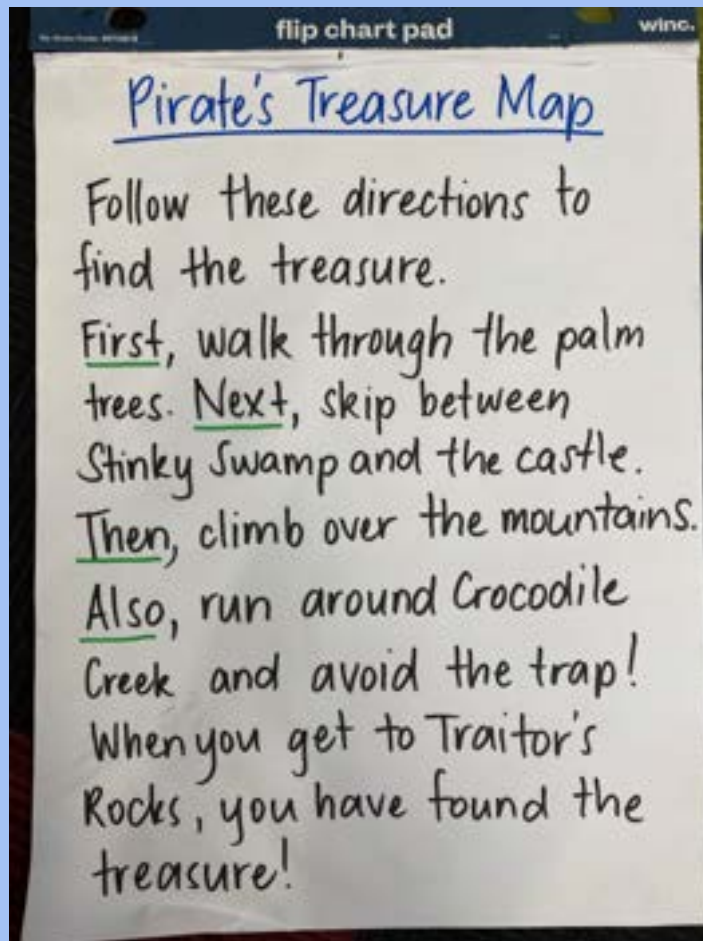 flip chart pad
winc.
Pirate's Treasure Map
Follow these directions to
find the treasure.
First, walk through the palm
trees. Next, skip between
Stinky Swamp and the castle.
Then, climb over the mountains.
Also, run around Crocodile
Creek and avoid the trap!
When you get to Traitor's
Rocks, you have found the
treasure!